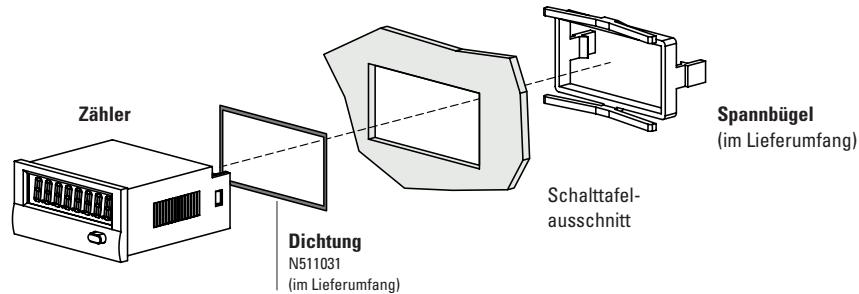 Zähler
Spannbügel
(im Lieferumfang)
Schalttafel-
ausschnitt
Dichtung
N511031
(im Lieferumfang)